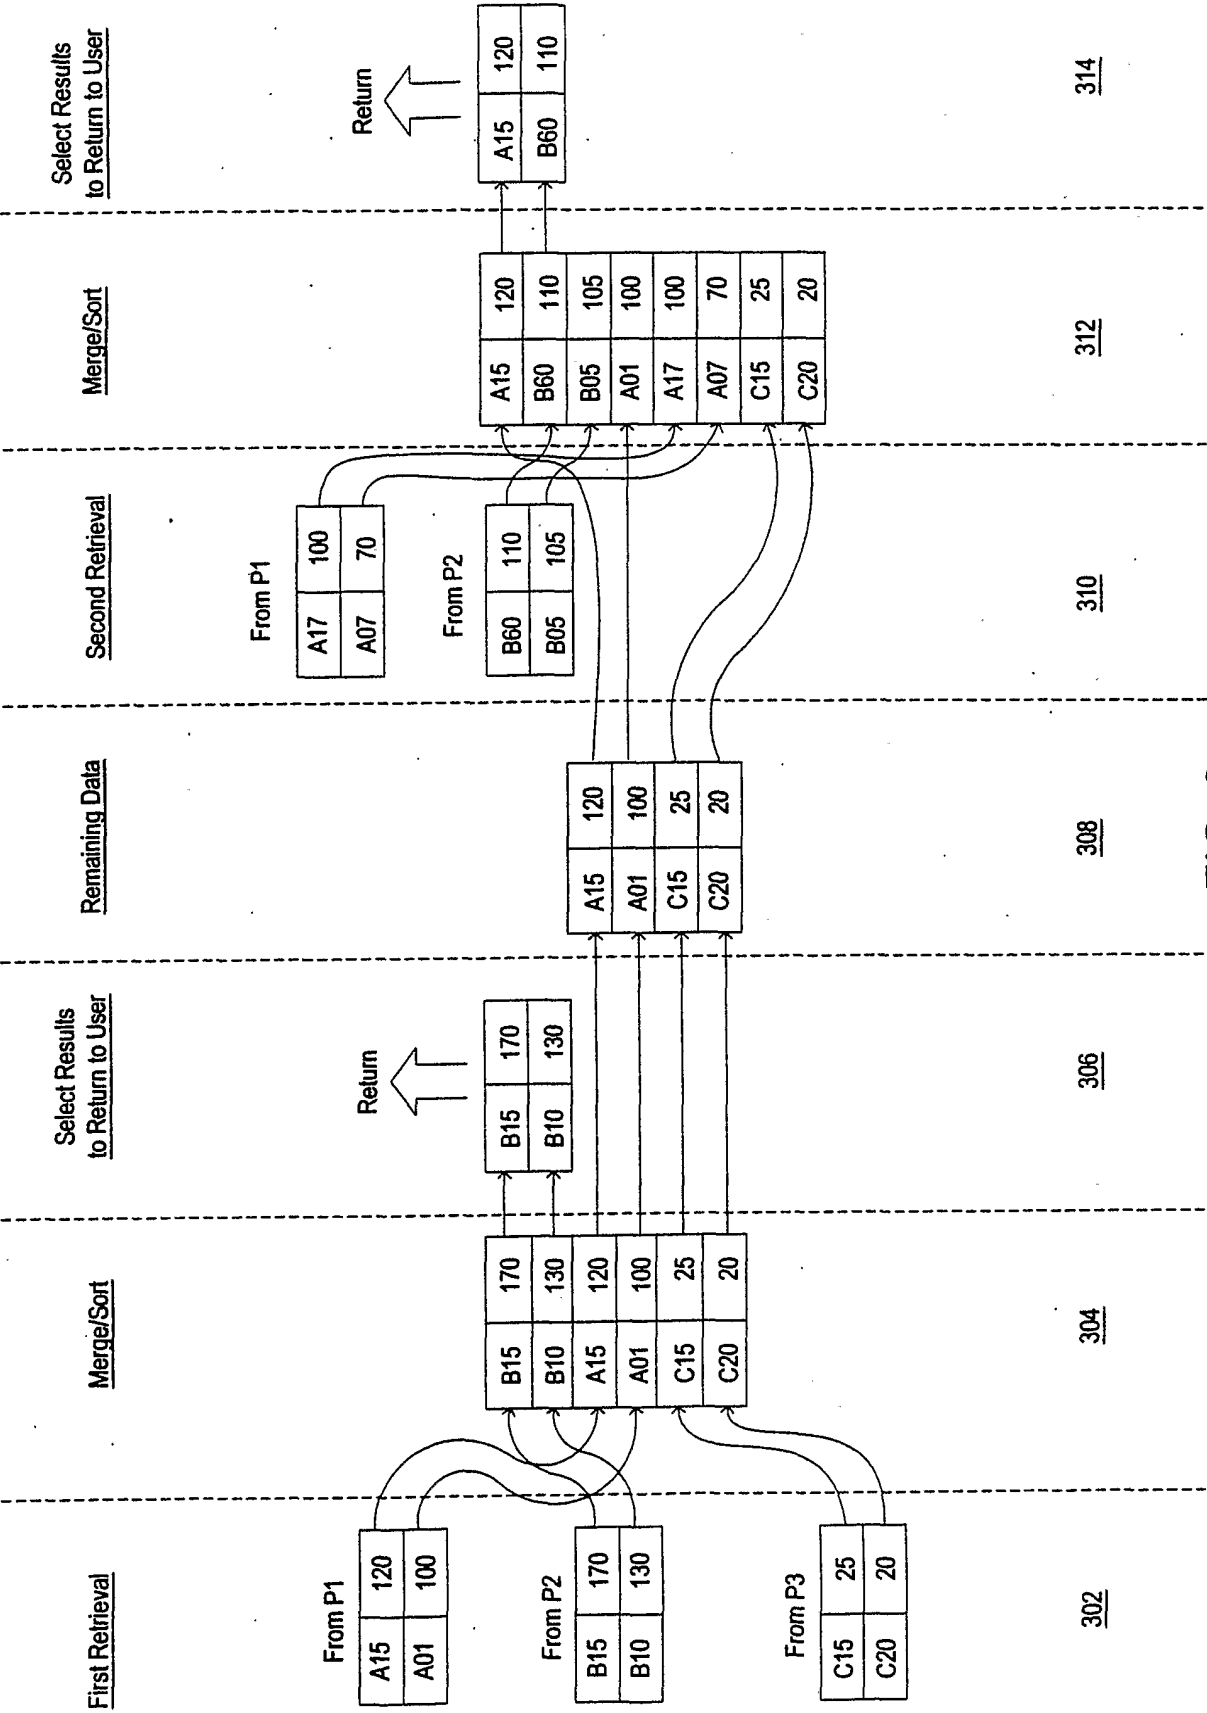 First Retrieval
From P1
A15 120
A01 100
From P2
B15 170
B10 130
From P3
C15 25
C20 20
302
Merge/Sort
B15 170
B10 130
A15 120
A01 100
C15 25
C20 20
304
Select Results
to Return to User
Return
B15 170
B10 130
306
Remaining Data
A15 120
A01 100
C15 25
C20 20
308
Second Retrieval
From P1
A17 100
A07 70
From P2
B60 110
B05 105
310
Merge/Sort
A15 120
B60 110
B05 105
A01 100
A17 100
A07 70
C15 25
C20 20
312
Select Results
to Return to User
Return
A15 120
B60 110
314